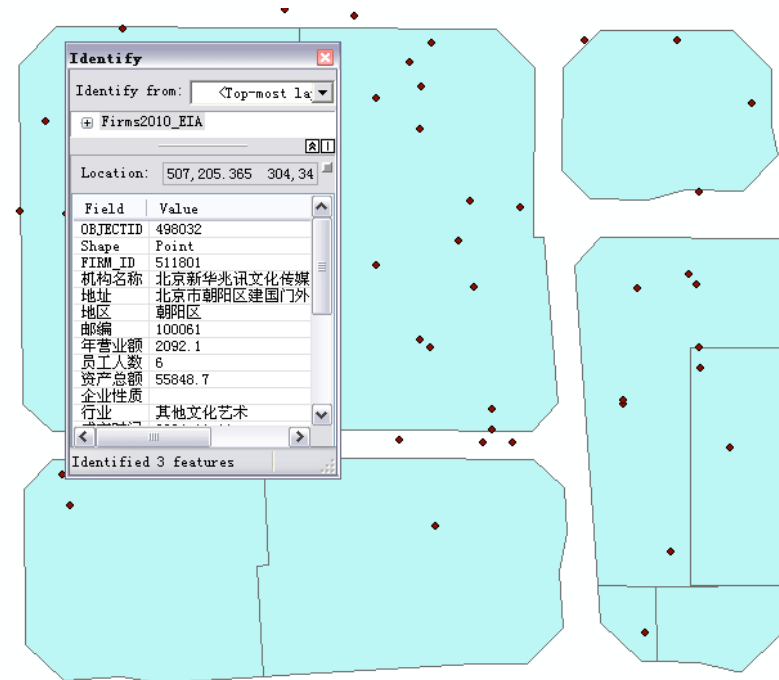 Identify
Identify from: <Top-most la
Firms2010_EIA
Location: 507,205.365 304,34
Field Value
OBJECTID 498032
Shape Point
FIRM_ID 511801
机构名称 北京新华兆讯文化传媒
地址 北京市朝阳区建国门外
地区 朝阳区
邮编 100061
年营业额 2092.1
员工人数 6
资产总额 55848.7
企业性质
行业 其他文化艺术
Identified 3 features